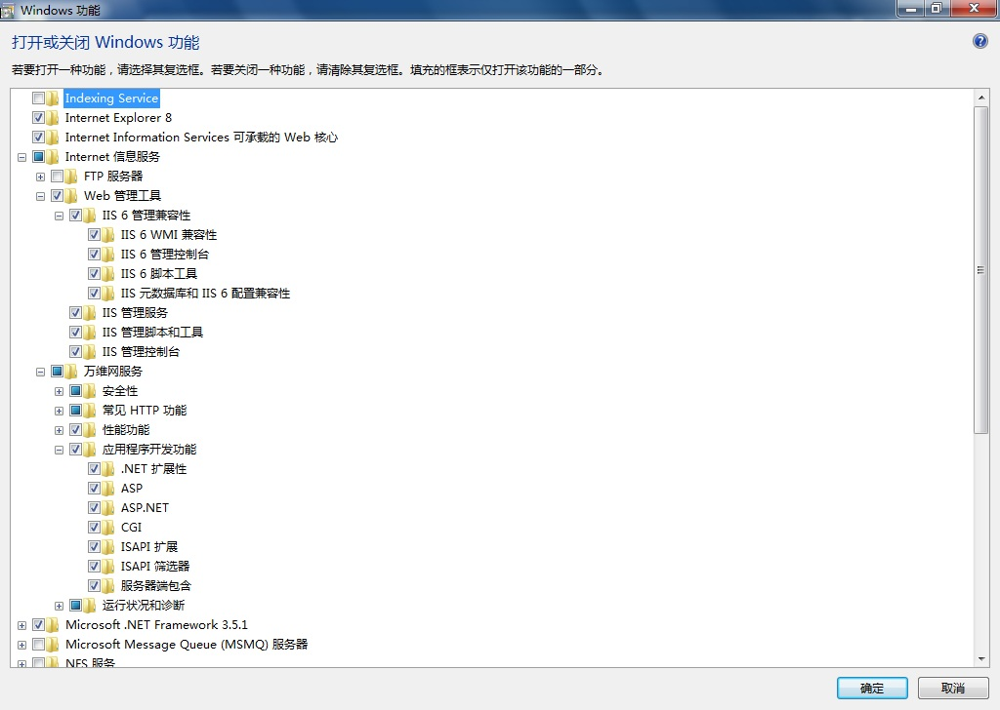 Windows 功能
打开或关闭 Windows 功能
若要打开一种功能，请选择其复选框。若要关闭一种功能，请清除其复选框。填充的框表示仅打开该功能的一部分。
Indexing Service
Internet Explorer 8
Internet Information Services 可承载的 Web 核心
Internet 信息服务
FTP 服务器
Web 管理工具
IIS 6 管理兼容性
IIS 6 WMI 兼容性
IIS 6 管理控制台
IIS 6 脚本工具
IIS 元数据库和 IIS 6 配置兼容性
IIS 管理服务
IIS 管理脚本和工具
IIS 管理控制台
万维网服务
安全性
常见 HTTP 功能
性能功能
应用程序开发功能
.NET 扩展性
ASP
ASP.NET
CGI
ISAPI 扩展
ISAPI 筛选器
服务器端包含
运行状况和诊断
Microsoft .NET Framework 3.5.1
Microsoft Message Queue (MSMQ) 服务器
NFS 服务
确定
取消